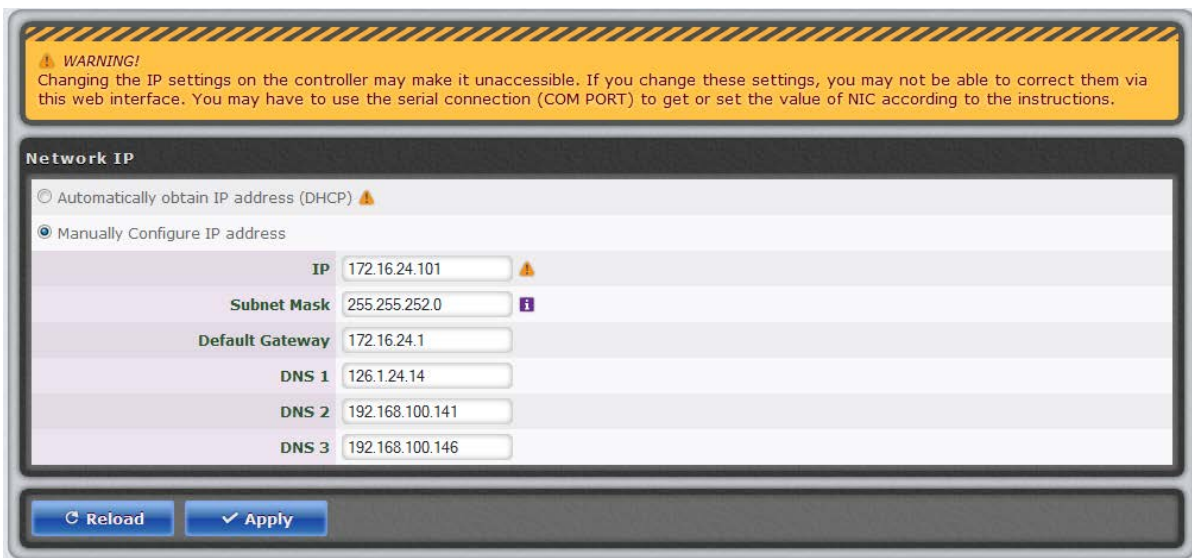 WARNING!
Changing the IP settings on the controller may make it unaccessible. If you change these settings, you may not be able to correct them via
this web interface. You may have to use the serial connection (COM PORT) to get or set the value of NIC according to the instructions.
Network IP
Automatically obtain IP address (DHCP)
Manually Configure IP address
IP 172.16.24.101
Subnet Mask 255.255.252.0
Default Gateway 172.16.24.1
DNS 1 126.1.24.14
DNS 2 192.168.100.141
DNS 3 192.168.100.146
Reload Apply